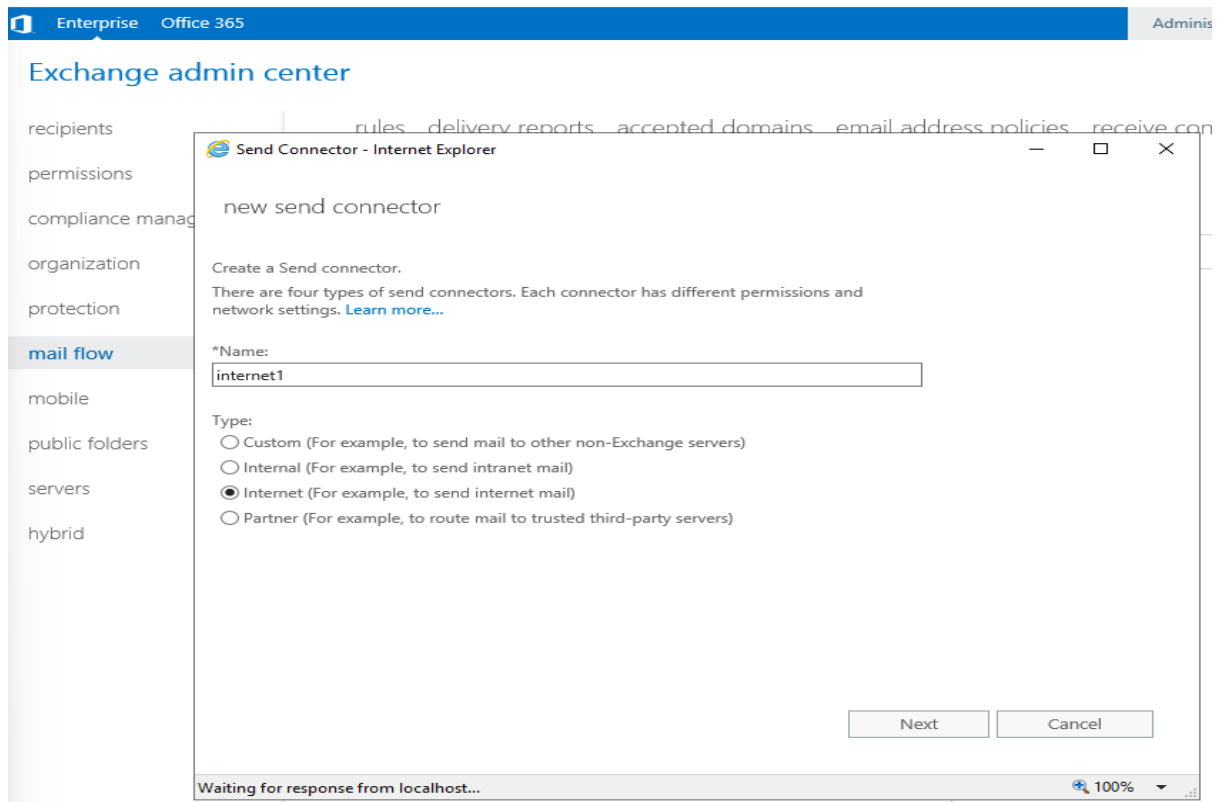 Enterprise Office 365
Adminis
Exchange admin center
recipients
permissions
compliance manag
organization
protection
mail flow
mobile
public folders
servers
hybrid
rules delivery reports accepted domains email address policies receive con
Send Connector - Internet Explorer
new send connector
Create a Send connector.
There are four types of send connectors. Each connector has different permissions and
network settings. Learn more...
*Name:
internet1
Type:
Custom (For example, to send mail to other non-Exchange servers)
Internal (For example, to send intranet mail)
Internet (For example, to send internet mail)
Partner (For example, to route mail to trusted third-party servers)
Next Cancel
Waiting for response from localhost... 100%